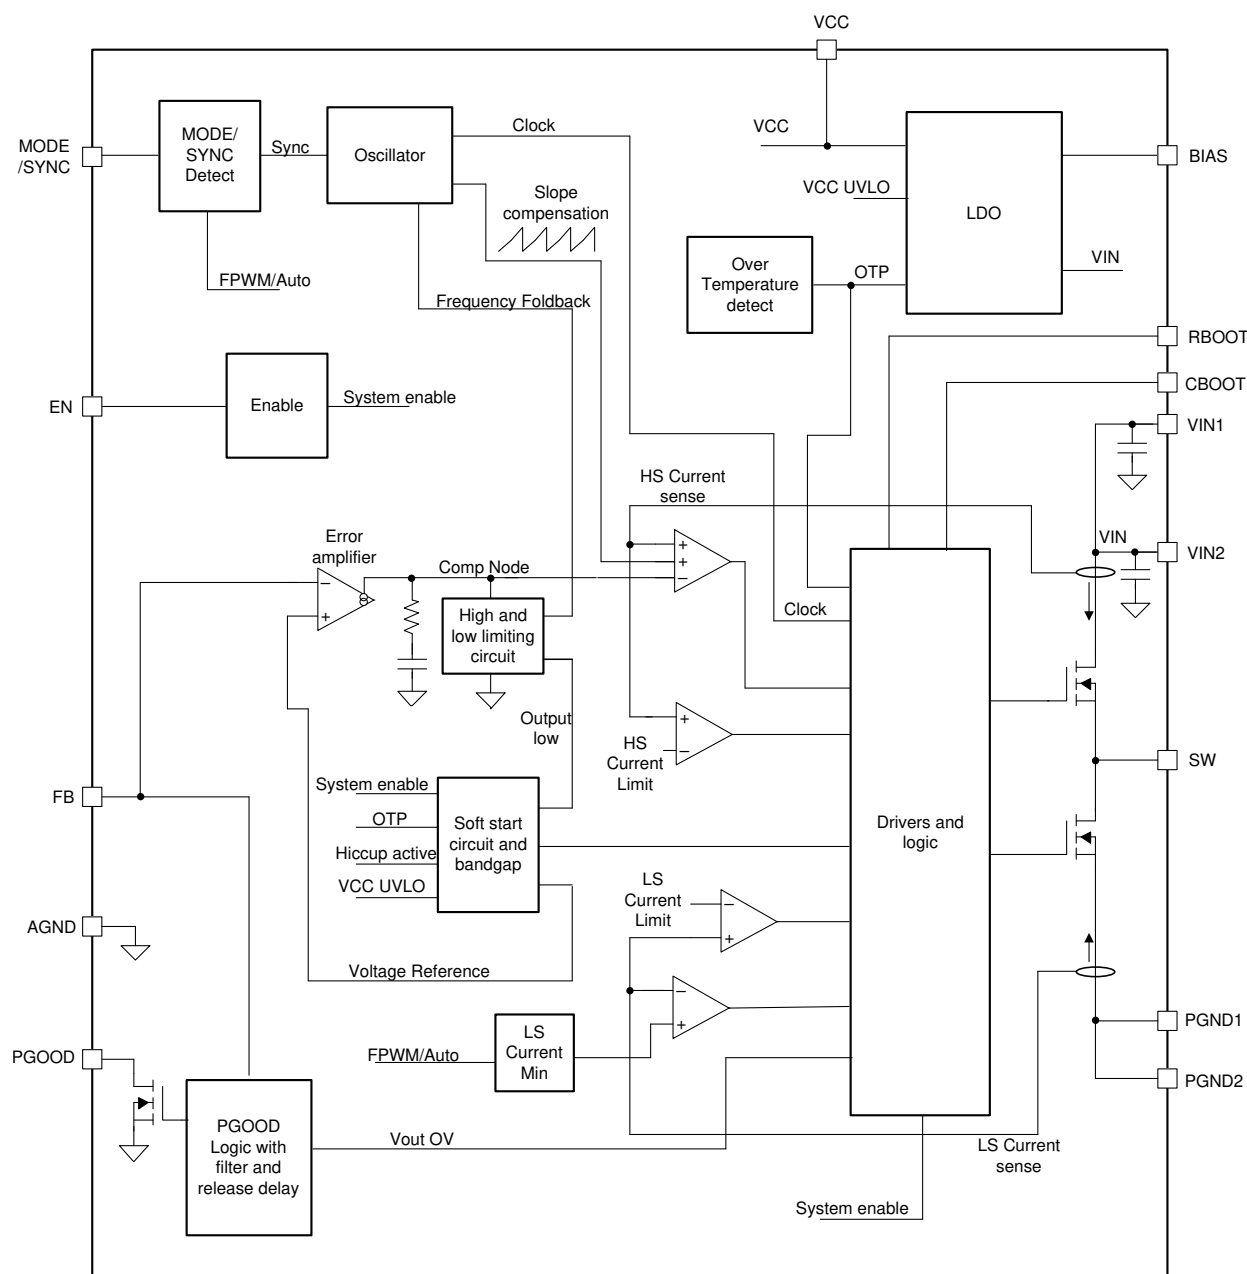 VCC
MODE
/SYNC
MODE/
SYNC
Detect
Sync
Oscillator
Clock
Slope
compensation
FPWM/Auto
Frequency Foldback
VCC
VCC UVLO
LDO
BIAS
VIN
Over
Temperature
detect
OTP
RBOOT
CBOOT
VIN1
EN
Enable
System enable
HS Current
sense
VIN
VIN2
Error
amplifier
−
+
Comp Node
+
+
−
High and
low limiting
circuit
Clock
Output
low
+
−
HS
Current
Limit
SW
FB
System enable
OTP
Hiccup active
VCC UVLO
Soft start
circuit and
bandgap
Drivers and
logic
LS
Current
Limit
−
+
AGND
Voltage Reference
−
+
LS
Current
Min
FPWM/Auto
PGND1
PGND2
PGOOD
PGOOD
Logic with
filter and
release delay
Vout OV
LS Current
sense
System enable